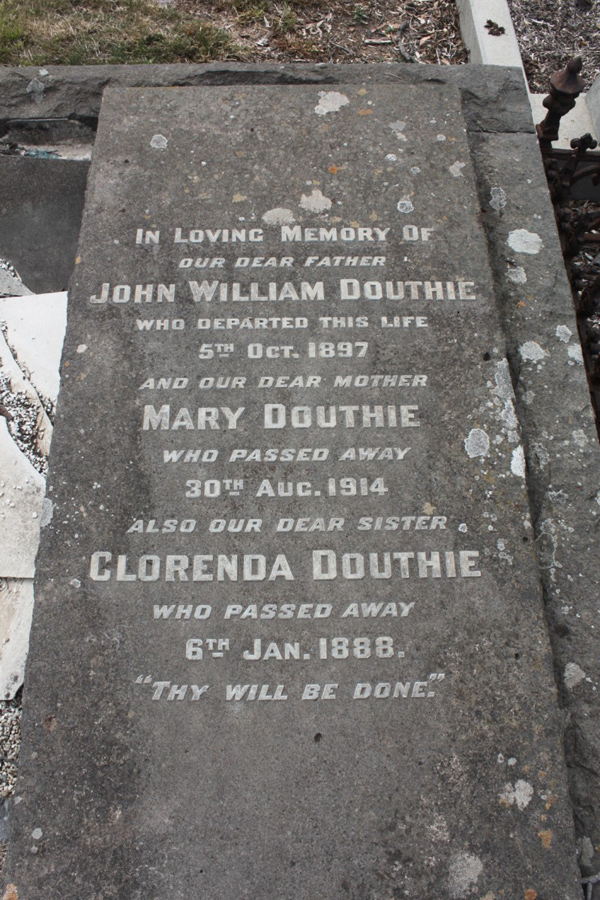 In Loving Memory Of
our dear father
John William Douthie
who departed this life
5th Oct. 1897
and our dear mother
Mary Douthie
who passed away
30th Aug. 1914
also our dear sister
Clorenda Douthie
who passed away
6th Jan. 1888.
"Thy will be done."